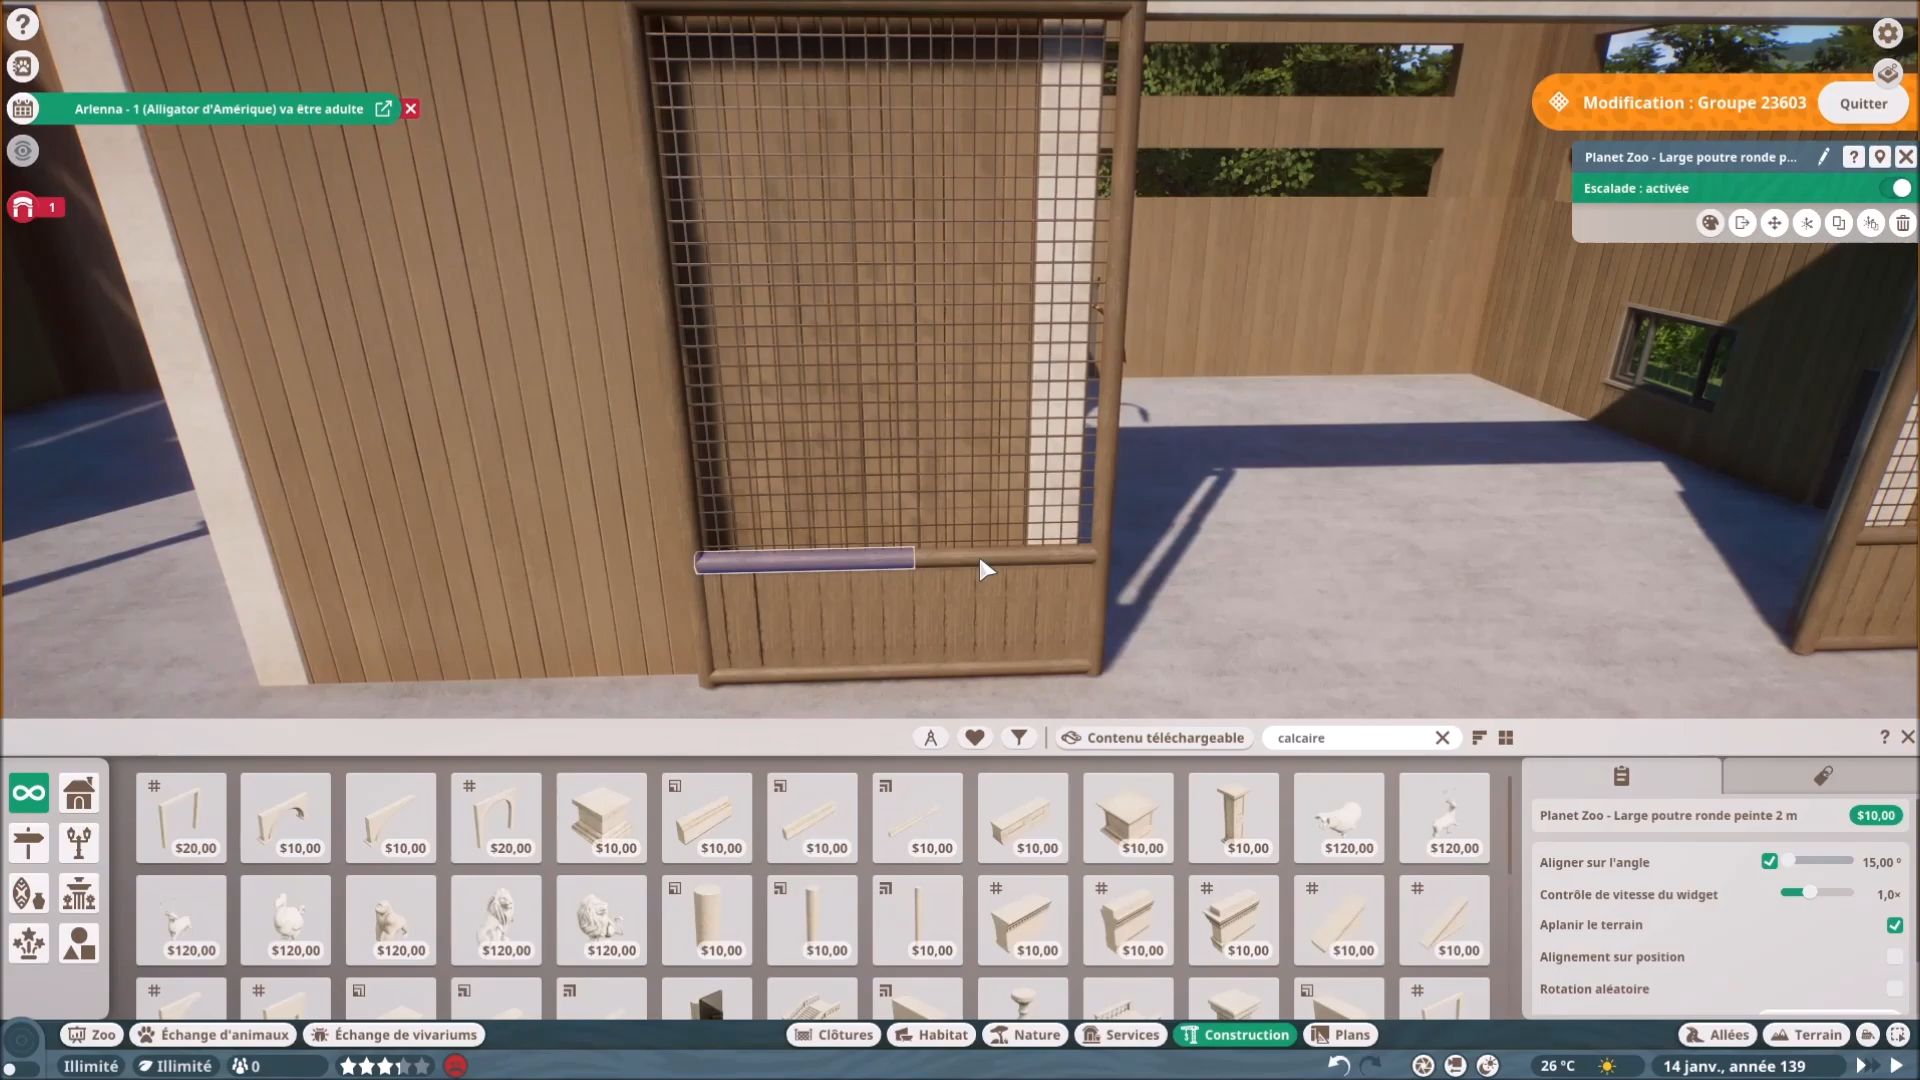 Arlenna - 1 (Alligator d'Amérique) va être adulte
1
Modification : Groupe 23603
Quitter
Planet Zoo - Large poutre ronde p...
Escalade : activée
Contenu téléchargeable
calcaire
$20,00 $10,00 $10,00 $20,00 $10,00 $10,00 $10,00 $10,00 $10,00 $10,00 $10,00 $120,00 $120,00
$120,00 $120,00 $120,00 $120,00 $120,00 $10,00 $10,00 $10,00 $10,00 $10,00 $10,00 $10,00 $10,00
Planet Zoo - Large poutre ronde peinte 2 m $10,00
Aligner sur l'angle 15,00 °
Contrôle de vitesse du widget 1,0×
Aplanir le terrain
Alignement sur position
Rotation aléatoire
Zoo Échange d'animaux Échange de vivariums Clôtures Habitat Nature Services Construction Plans Allées Terrain
Illimité Illimité 0 26 °C 14 janv., année 139